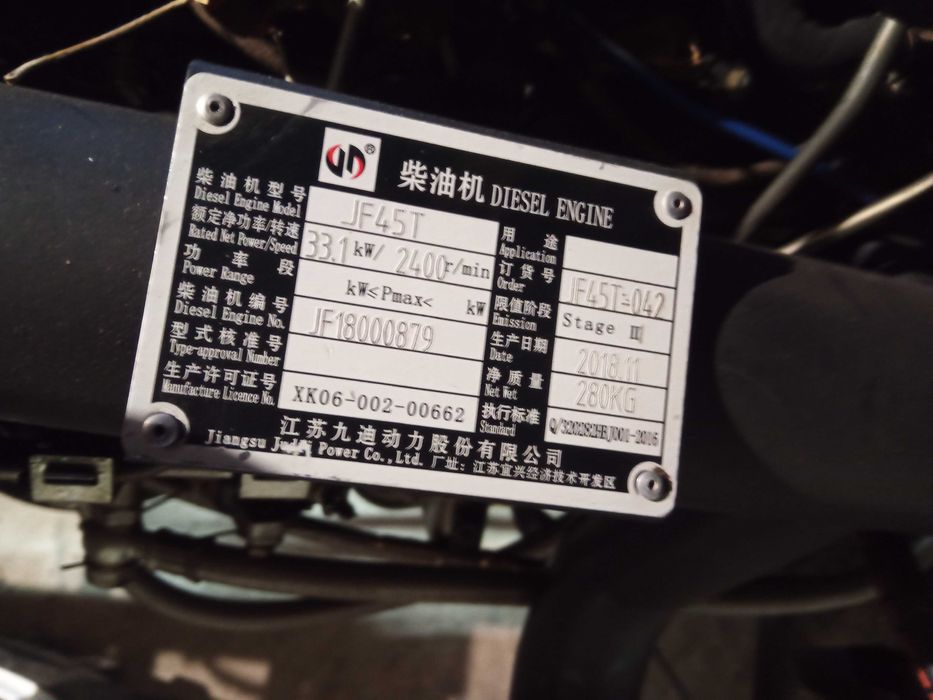 ®
柴油机 DIESEL ENGINE
柴油机型号 JF45T
Diesel Engine Model
额定净功率/转速 33.1 kW/ 2400 r/min
Rated Net Power/Speed
功率段 kW≤Pmax< kW
Power Range
柴油机编号 JF18000879
Diesel Engine No.
型式核准号
Type-approval Number
生产许可证号 XK06-002-00662
Manufacture Licence No.
用途
Application
订货号 JF45T-042
Order
限值阶段 Stage III
Emission
生产日期 2018.11
Date
净质量 280KG
Net Wet
执行标准
Standard
江苏九迪动力股份有限公司
Jiangsu Power Co.,Ltd. 厂址：江苏宜兴经济技术开发区